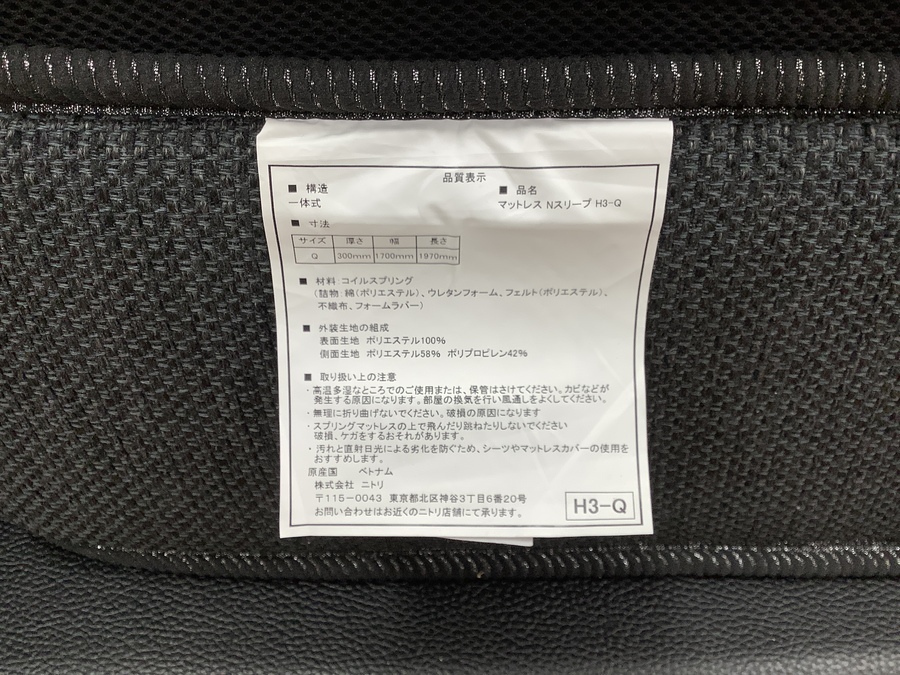 品質表示
■ 構造
一体式
■ 品名
マットレス Nスリープ H3-Q
■ 寸法
サイズ 厚さ 幅 長さ
Q 300mm 1700mm 1970mm
■ 材料 コイルスプリング
(詰物:綿(ポリエステル)、ウレタンフォーム、フェルト(ポリエステル)、
不織布、フォームラバー)
■ 外装生地の組成
表面生地 ポリエステル100%
側面生地 ポリエステル58% ポリプロピレン42%
■ 取り扱い上の注意
・高温多湿なところでのご使用または、保管はさけてください。カビなどが
発生する原因になります。部屋の換気を行い風通しをよくしてください。
・無理に折り曲げないでください。破損の原因になります
・スプリングマットレスの上で飛んだり跳ねたりしないでください
破損、ケガをするおそれがあります。
・汚れと直射日光による劣化を防ぐため、シーツやマットレスカバーの使用を
おすすめします。
原産国 ベトナム
株式会社 ニトリ
〒115-0043 東京都北区神谷3丁目6番20号
お問い合わせはお近くのニトリ店舗にて承ります。
H3-Q